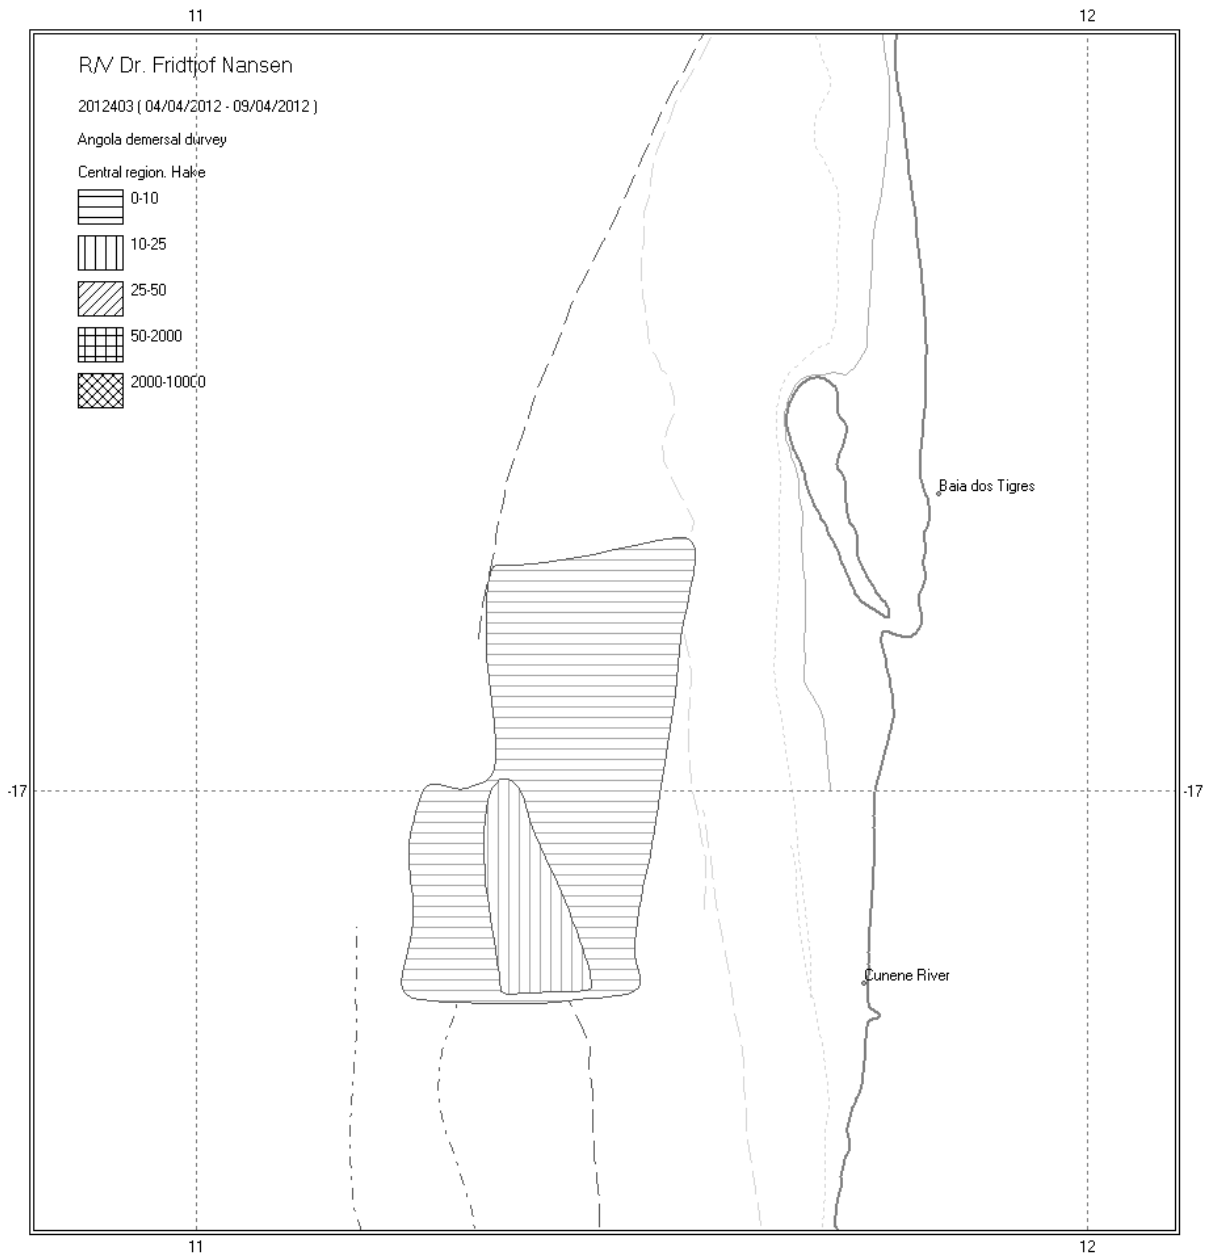 11 12
R/V Dr. Fridtjof Nansen
2012403 ( 04/04/2012 - 09/04/2012 )
Angola demersal durvey
Central region. Hake
0-10
10-25
25-50
50-2000
2000-10000
Baia dos Tigres
-17 -17
Cunene River
11 12